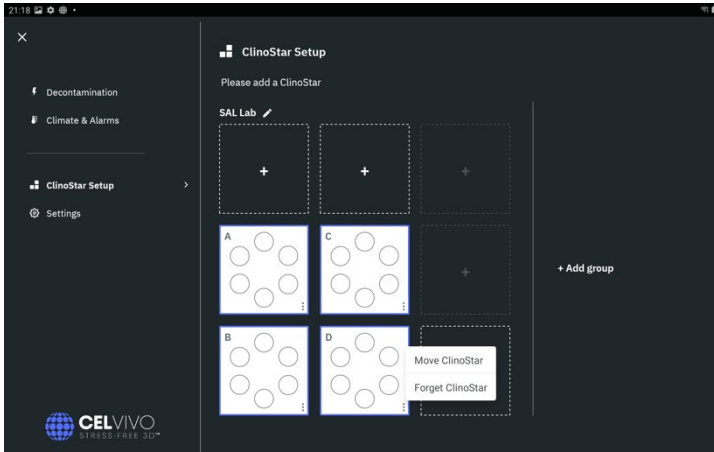 21:18
Decontamination
Climate & Alarms
ClinoStar Setup
Settings
CELVIVO
STRESS-FREE 3D™
ClinoStar Setup
Please add a ClinoStar
SAL Lab
+
+
+
A
C
+
B
D
Move ClinoStar
Forget ClinoStar
+ Add group